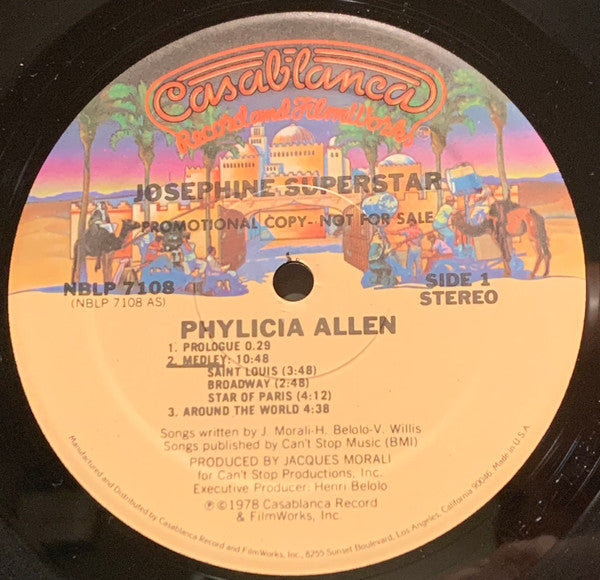 Casablanca
Record and FilmWorks
JOSEPHINE SUPERSTAR
PROMOTIONAL COPY- NOT FOR SALE
NBLP 7108
(NBLP 7108 AS)
SIDE 1
STEREO
PHYLICIA ALLEN
1. PROLOGUE 0.29
2. MEDLEY: 10:48
SAINT LOUIS (3:48)
BROADWAY (2:48)
STAR OF PARIS (4:12)
3. AROUND THE WORLD 4:38
Songs written by J. Morali-H. Belolo-V. Willis
Songs published by Can't Stop Music (BMI)
PRODUCED BY JACQUES MORALI
for Can't Stop Productions, Inc.
Executive Producer: Henri Belolo
℗©1978 Casablanca Record
& FilmWorks, Inc.
Manufactured and Distributed by Casablanca Record and FilmWorks, Inc., 8255 Sunset Boulevard, Los Angeles, California 90046. Made in U.S.A.